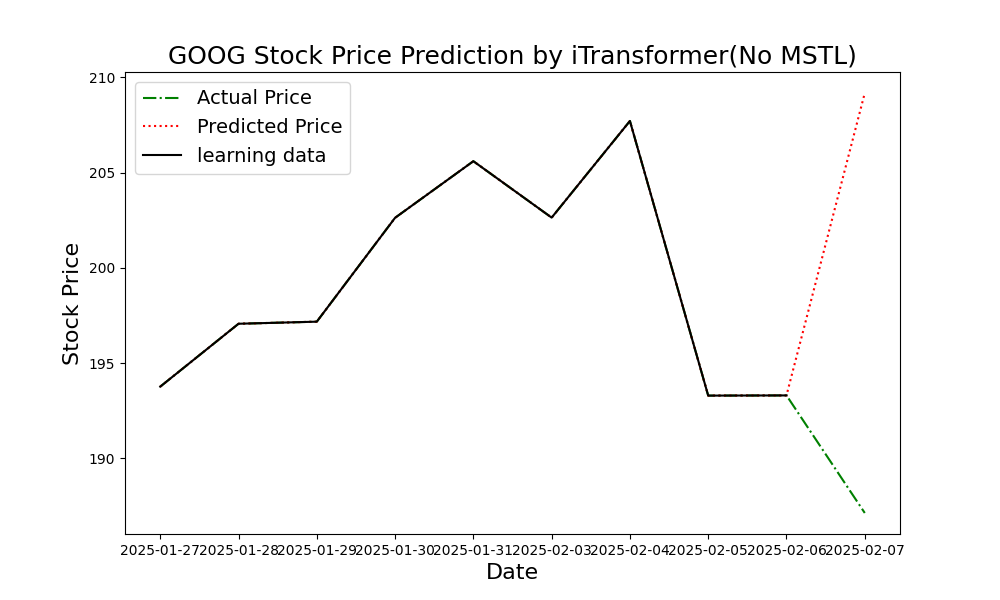 GOOG Stock Price Prediction by iTransformer(No MSTL)
Actual Price
Predicted Price
learning data
Stock Price
210
205
200
195
190
2025-01-27
2025-01-28
2025-01-29
2025-01-30
2025-01-31
2025-02-03
2025-02-04
2025-02-05
2025-02-06
2025-02-07
Date